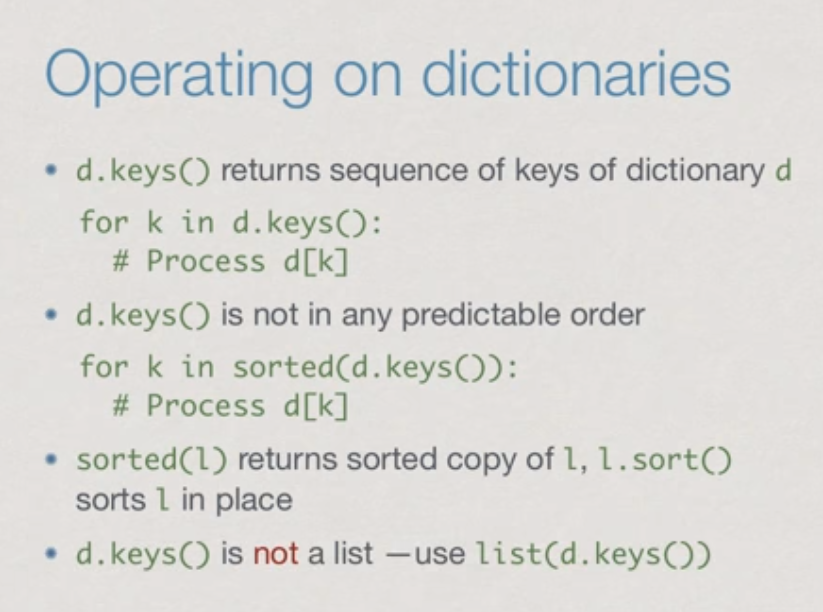 Operating on dictionaries
• d.keys() returns sequence of keys of dictionary d
for k in d.keys():
# Process d[k]
• d.keys() is not in any predictable order
for k in sorted(d.keys()):
# Process d[k]
• sorted(l) returns sorted copy of l, l.sort()
sorts l in place
• d.keys() is not a list —use list(d.keys())